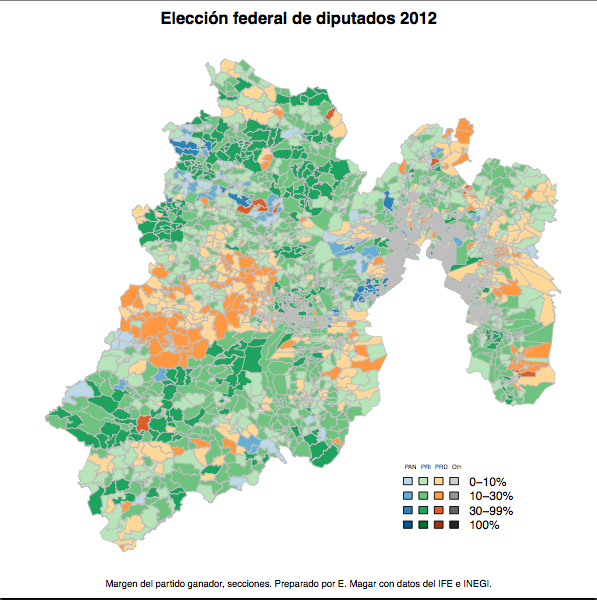 Elección federal de diputados 2012
PAN PRI PRD Oth
0−10%
10−30%
30−99%
100%
Margen del partido ganador, secciones. Preparado por E. Magar con datos del IFE e INEGI.